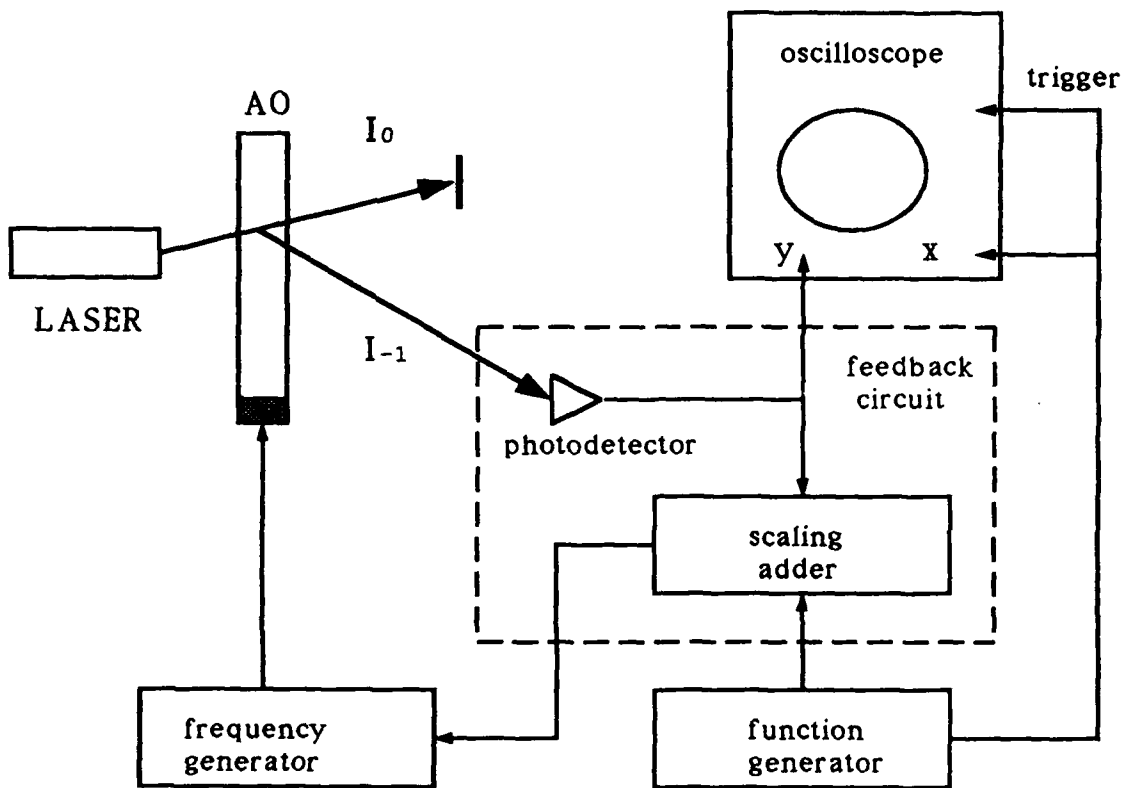 oscilloscope
trigger
AO
I₀
y
x
LASER
I₋₁
feedback
circuit
photodetector
scaling
adder
frequency
generator
function
generator